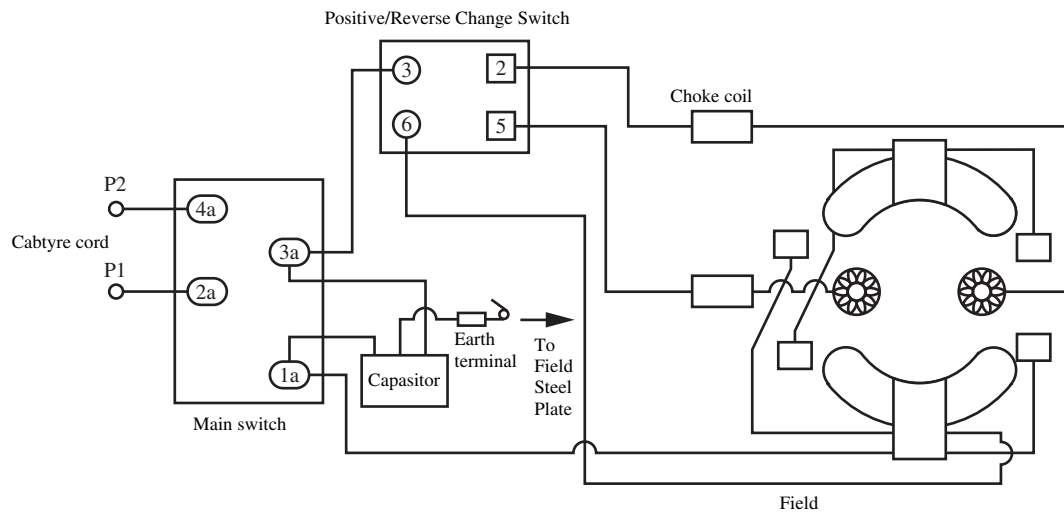 Positive/Reverse Change Switch
3
2
6
5
Choke coil
P2
4a
Cabtyre cord
3a
P1
2a
Earth
terminal
To
Field
Steel
Plate
1a
Capasitor
Main switch
Field